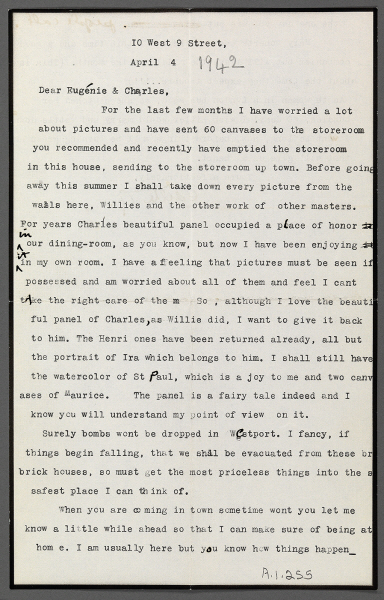 10 West 9 Street,
April 4 1942
Dear Eugénie & Charles,
For the last few months I have worried a lot
about pictures and have sent 60 canvases to the storeroom
you recommended and recently have emptied the storeroom
in this house, sending to the storeroom up town. Before going
away this summer I shall take down every picture from the
walls here, Willies and the other work of other masters.
For years Charles beautiful panel occupied a place of honor
in our dining-room, as you know, but now I have been enjoying
it in my own room. I have a feeling that pictures must be seen if
possessed and am worried about all of them and feel I cant
take the right care of the m So , although I love the beauti
ful panel of Charles,as Willie did, I want to give it back
to him. The Henri ones have been returned already, all but
the portrait of Ira which belongs to him. I shall still have
the watercolor of St Paul, which is a joy to me and two canv
ases of Maurice. The panel is a fairy tale indeed and I
know you will understand my point of view on it.
Surely bombs wont be dropped in Westport. I fancy, if
things begin falling, that we shal be evacuated from these br
brick houses, so must get the most priceless things into the s
safest place I can think of.
When you are coming in town sometime wont you let me
know a little while ahead so that I can make sure of being at
hom e. I am usually here but you know how things happen_
A.1.255